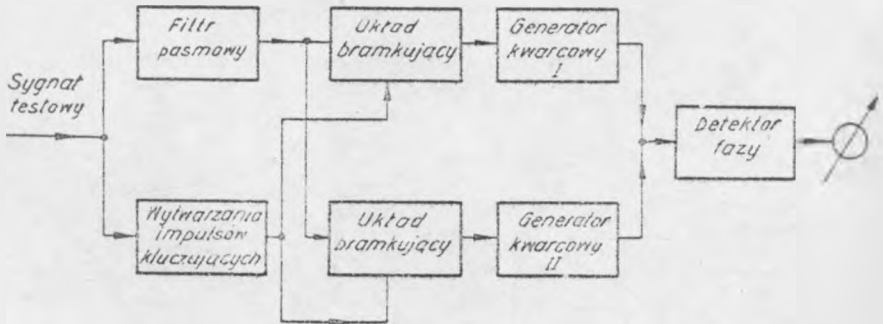 Filtr
pasmowy
Układ
bramkujący
Generator
kwarcowy
I
Sygnał
testowy
Detektor
fazy
Wytwarzania
impulsów
kluczujących
Układ
bramkujący
Generator
kwarcowy
II